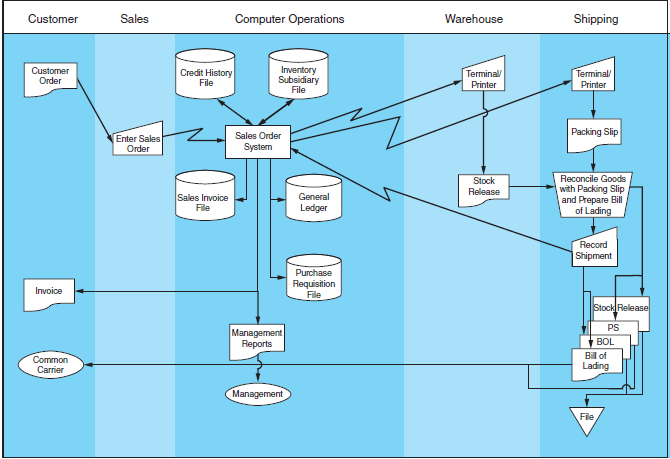 Customer
Sales
Computer Operations
Warehouse
Shipping
Customer
Order
Credit History
File
Inventory
Subsidiary
File
Terminal/
Printer
Terminal/
Printer
Enter Sales
Order
Sales Order
System
Packing Slip
Sales Invoice
File
General
Ledger
Stock
Release
Reconcile Goods
with Packing Slip
and Prepare Bill
of Lading
Record
Shipment
Invoice
Purchase
Requisition
File
Stock Release
PS
BOL
Bill of
Lading
Management
Reports
Common
Carrier
Management
File